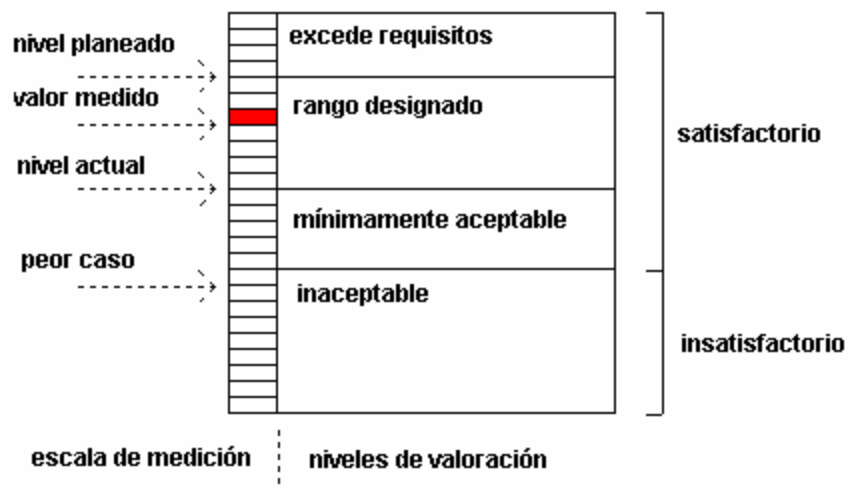 nivel planeado
valor medido
nivel actual
peor caso
excede requisitos
rango designado
mínimamente aceptable
inaceptable
satisfactorio
insatisfactorio
escala de medición
niveles de valoración